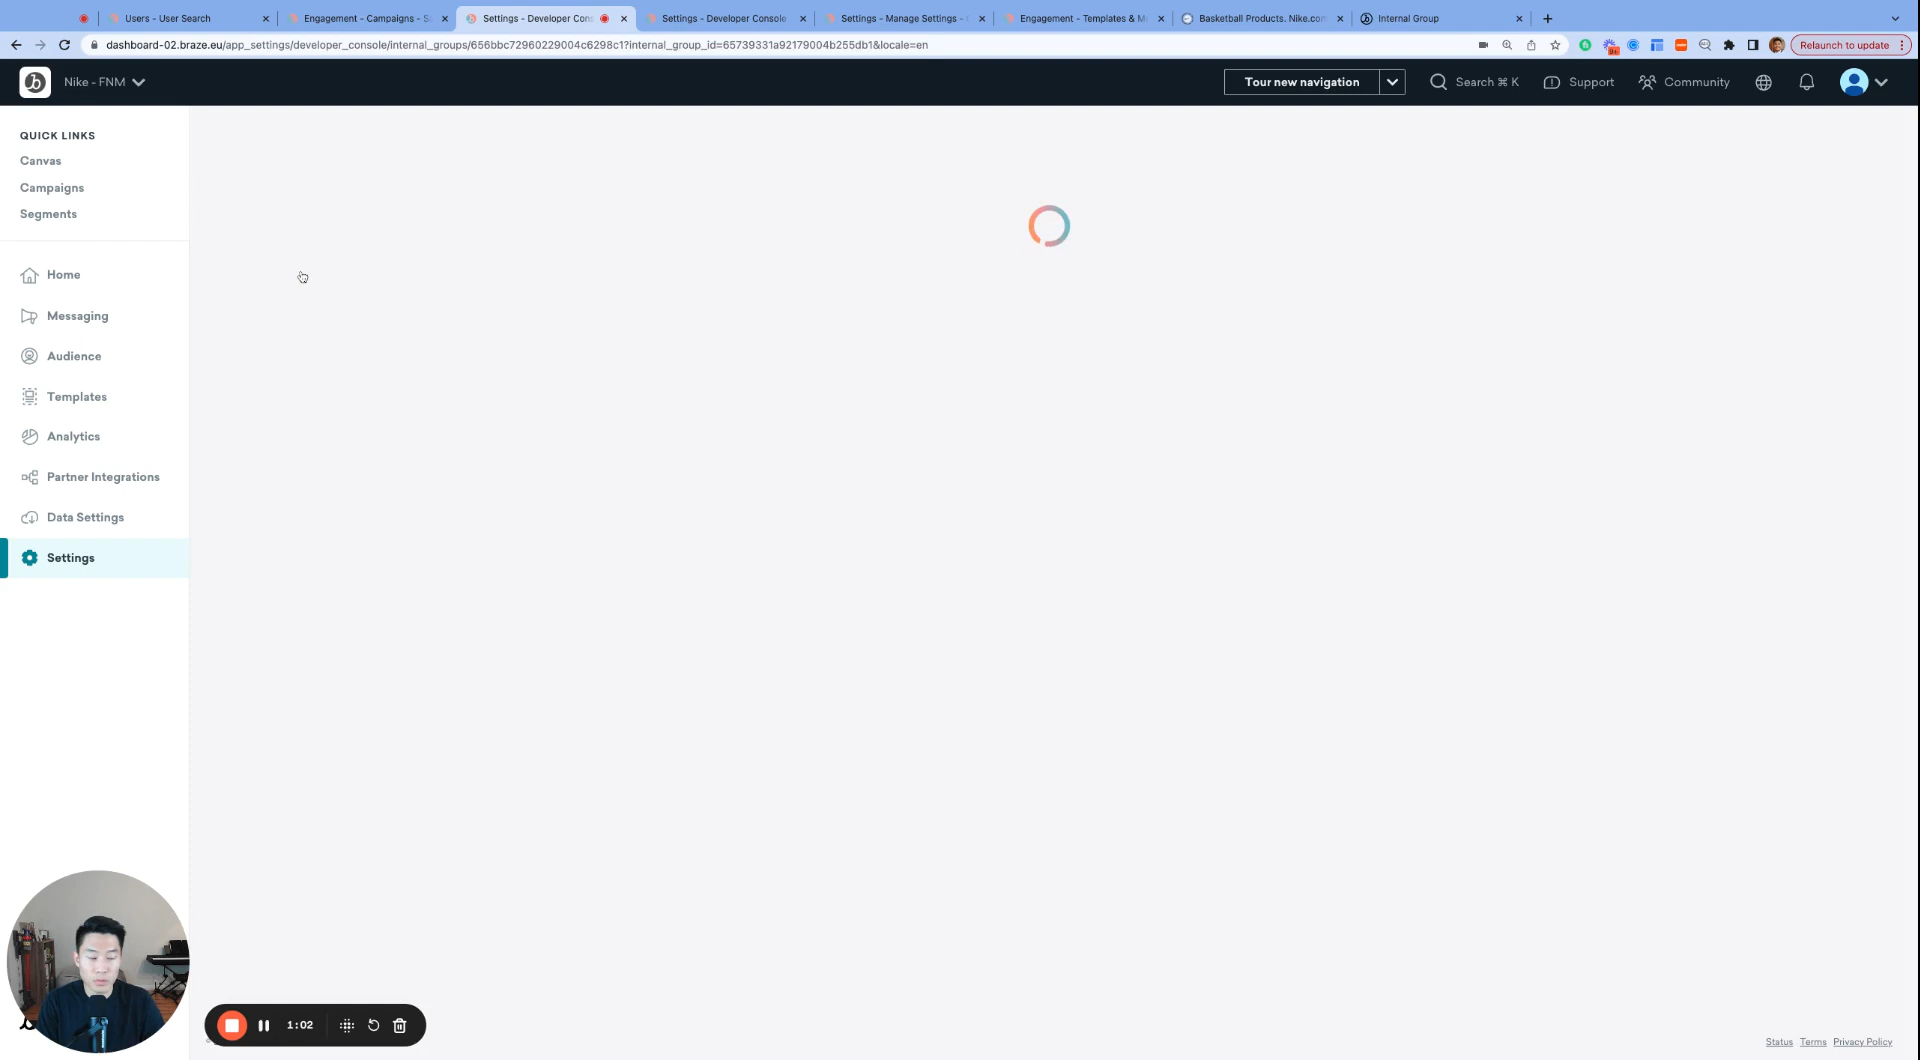 Users - User Search
Engagement - Campaigns - S
Settings - Developer Cons
Settings - Developer Console
Settings - Manage Settings -
Engagement - Templates & M
Basketball Products. Nike.com
Internal Group
dashboard-02.braze.eu/app_settings/developer_console/internal_groups/656bbc72960229004c6298c1?internal_group_id=65739331a92179004b255db1&locale=en
Relaunch to update
Nike - FNM
Tour new navigation
Search ⌘ K
Support
Community
QUICK LINKS
Canvas
Campaigns
Segments
Home
Messaging
Audience
Templates
Analytics
Partner Integrations
Data Settings
Settings
1:02
Status Terms Privacy Policy